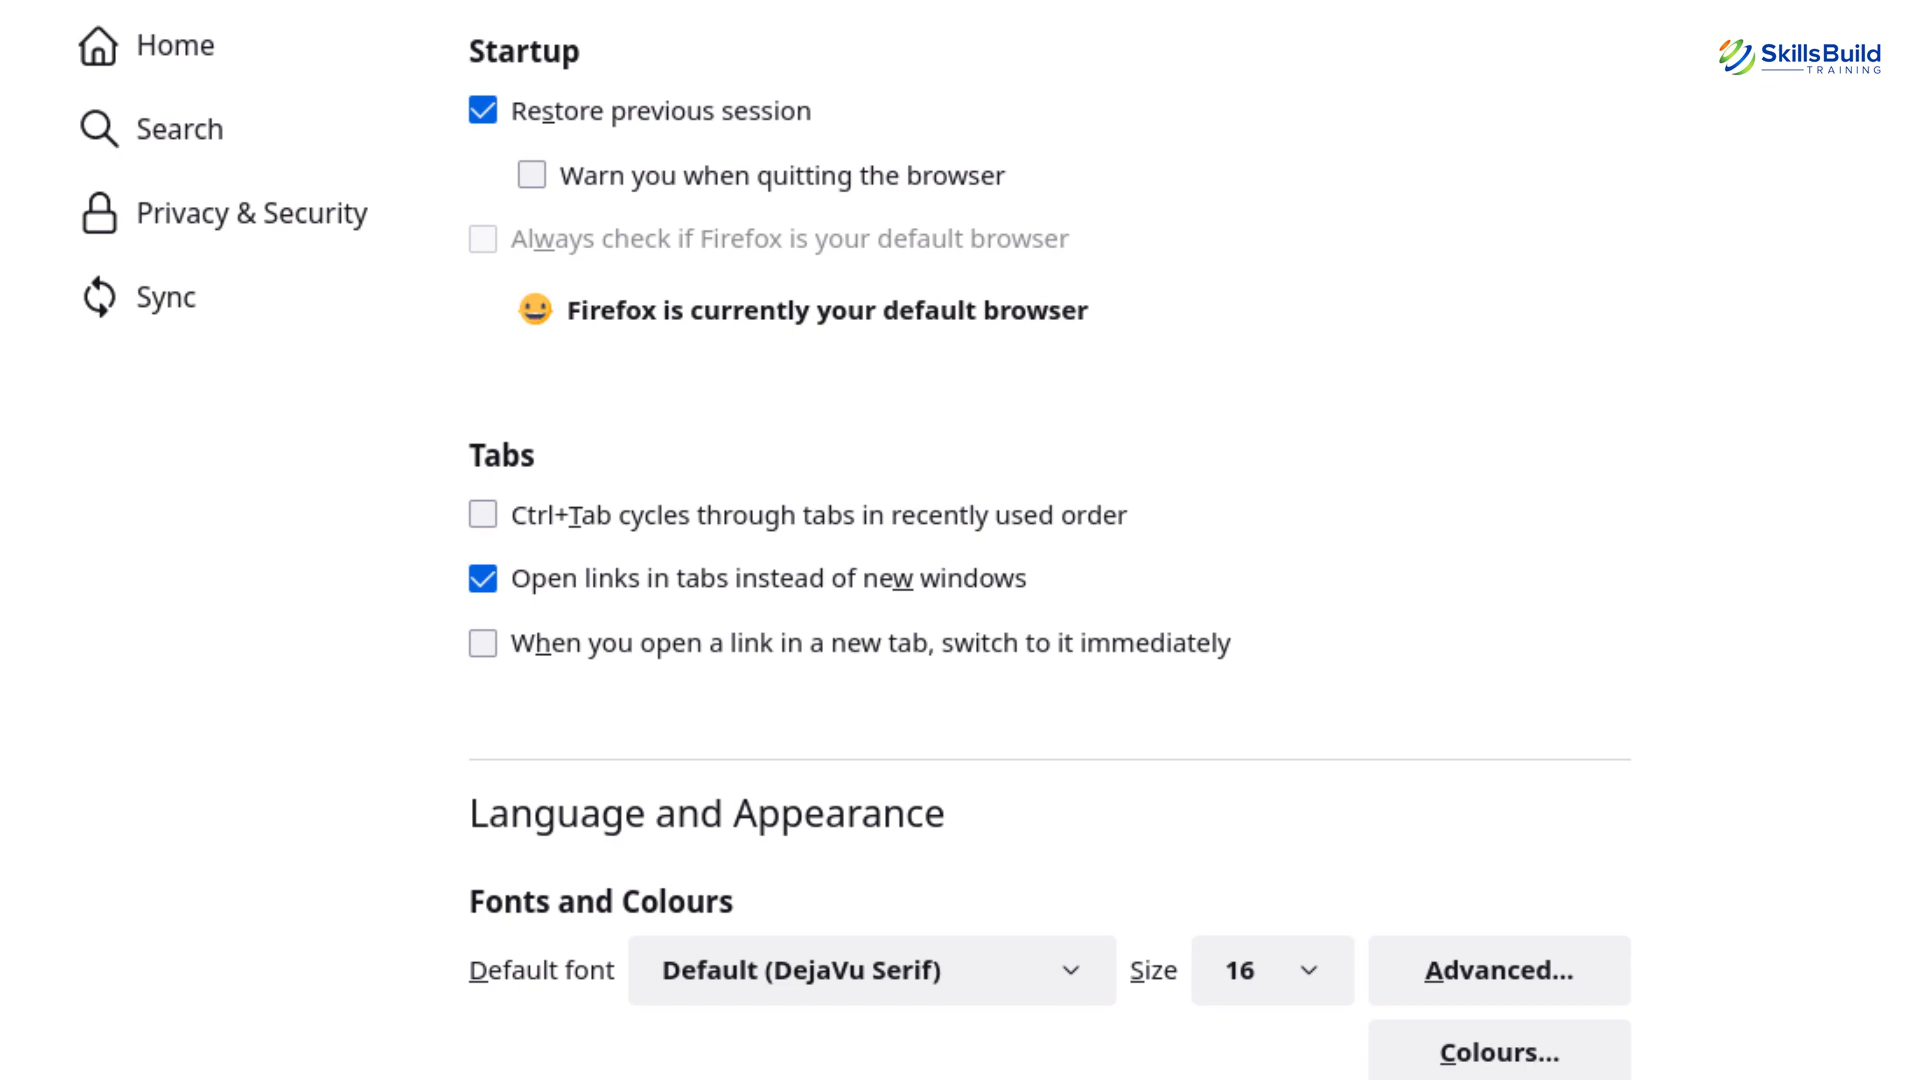 Home
Search
Privacy & Security
Sync
Startup
Restore previous session
Warn you when quitting the browser
Always check if Firefox is your default browser
Firefox is currently your default browser
Tabs
Ctrl+Tab cycles through tabs in recently used order
Open links in tabs instead of new windows
When you open a link in a new tab, switch to it immediately
Language and Appearance
Fonts and Colours
Default font Default (DejaVu Serif) Size 16 Advanced...
Colours...
SkillsBuild
TRAINING